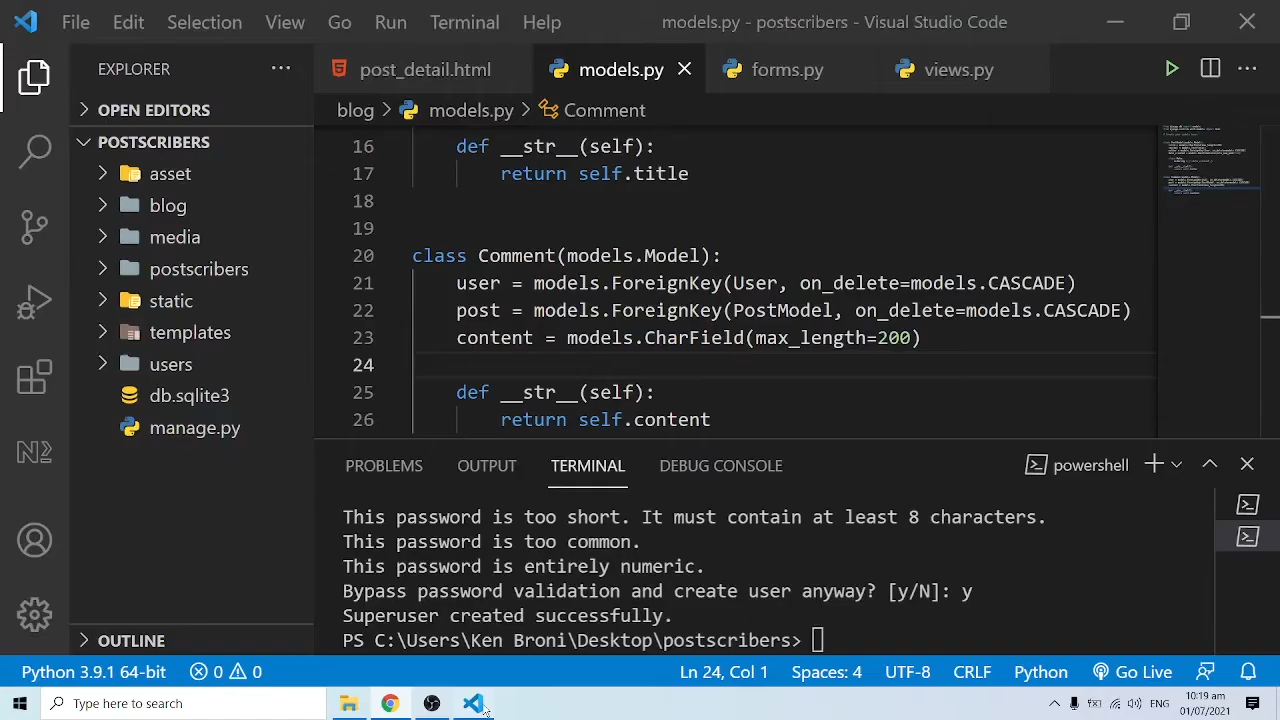 File Edit Selection View Go Run Terminal Help models.py - postscribers - Visual Studio Code
EXPLORER
post_detail.html models.py forms.py views.py
OPEN EDITORS
blog > models.py > Comment
POSTSCRIBERS
asset
blog
media
postscribers
static
templates
users
db.sqlite3
manage.py
OUTLINE
16 def __str__(self):
17 return self.title
18
19
20 class Comment(models.Model):
21 user = models.ForeignKey(User, on_delete=models.CASCADE)
22 post = models.ForeignKey(PostModel, on_delete=models.CASCADE)
23 content = models.CharField(max_length=200)
24
25 def __str__(self):
26 return self.content
PROBLEMS OUTPUT TERMINAL DEBUG CONSOLE powershell
This password is too short. It must contain at least 8 characters.
This password is too common.
This password is entirely numeric.
Bypass password validation and create user anyway? [y/N]: y
Superuser created successfully.
PS C:\Users\Ken Broni\Desktop\postscribers>
Python 3.9.1 64-bit 0 0 Ln 24, Col 1 Spaces: 4 UTF-8 CRLF Python Go Live
Type here to search
ENG
10:19 am
01/07/2021